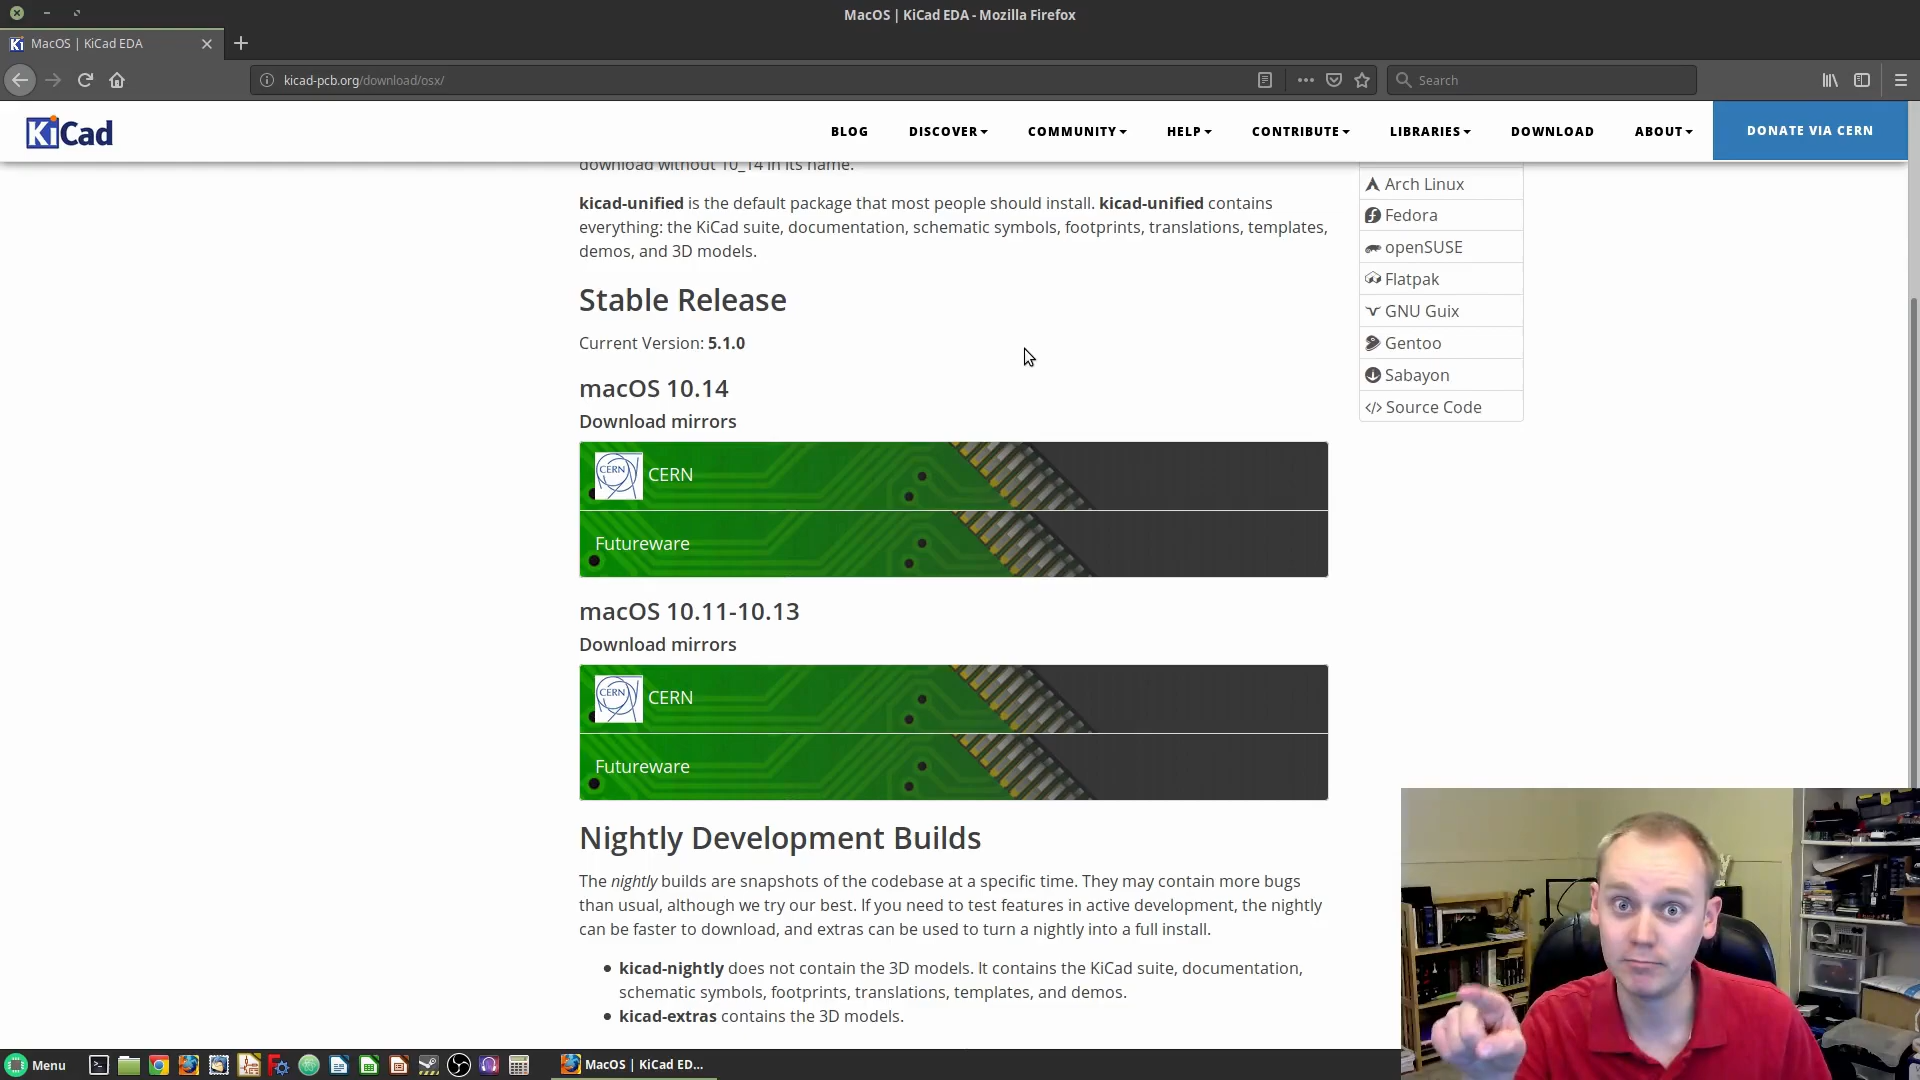 MacOS | KiCad EDA - Mozilla Firefox
MacOS | KiCad EDA
kicad-pcb.org/download/osx/
Search
KiCad
BLOG
DISCOVER
COMMUNITY
HELP
CONTRIBUTE
LIBRARIES
DOWNLOAD
ABOUT
DONATE VIA CERN
download without 10_14 in its name.
kicad-unified is the default package that most people should install. kicad-unified contains
everything: the KiCad suite, documentation, schematic symbols, footprints, translations, templates,
demos, and 3D models.
Stable Release
Current Version: 5.1.0
macOS 10.14
Download mirrors
CERN CERN
Futureware
macOS 10.11-10.13
Download mirrors
CERN CERN
Futureware
Nightly Development Builds
The nightly builds are snapshots of the codebase at a specific time. They may contain more bugs
than usual, although we try our best. If you need to test features in active development, the nightly
can be faster to download, and extras can be used to turn a nightly into a full install.
kicad-nightly does not contain the 3D models. It contains the KiCad suite, documentation,
schematic symbols, footprints, translations, templates, and demos.
kicad-extras contains the 3D models.
Arch Linux
Fedora
openSUSE
Flatpak
GNU Guix
Gentoo
Sabayon
Source Code
Menu
MacOS | KiCad ED...